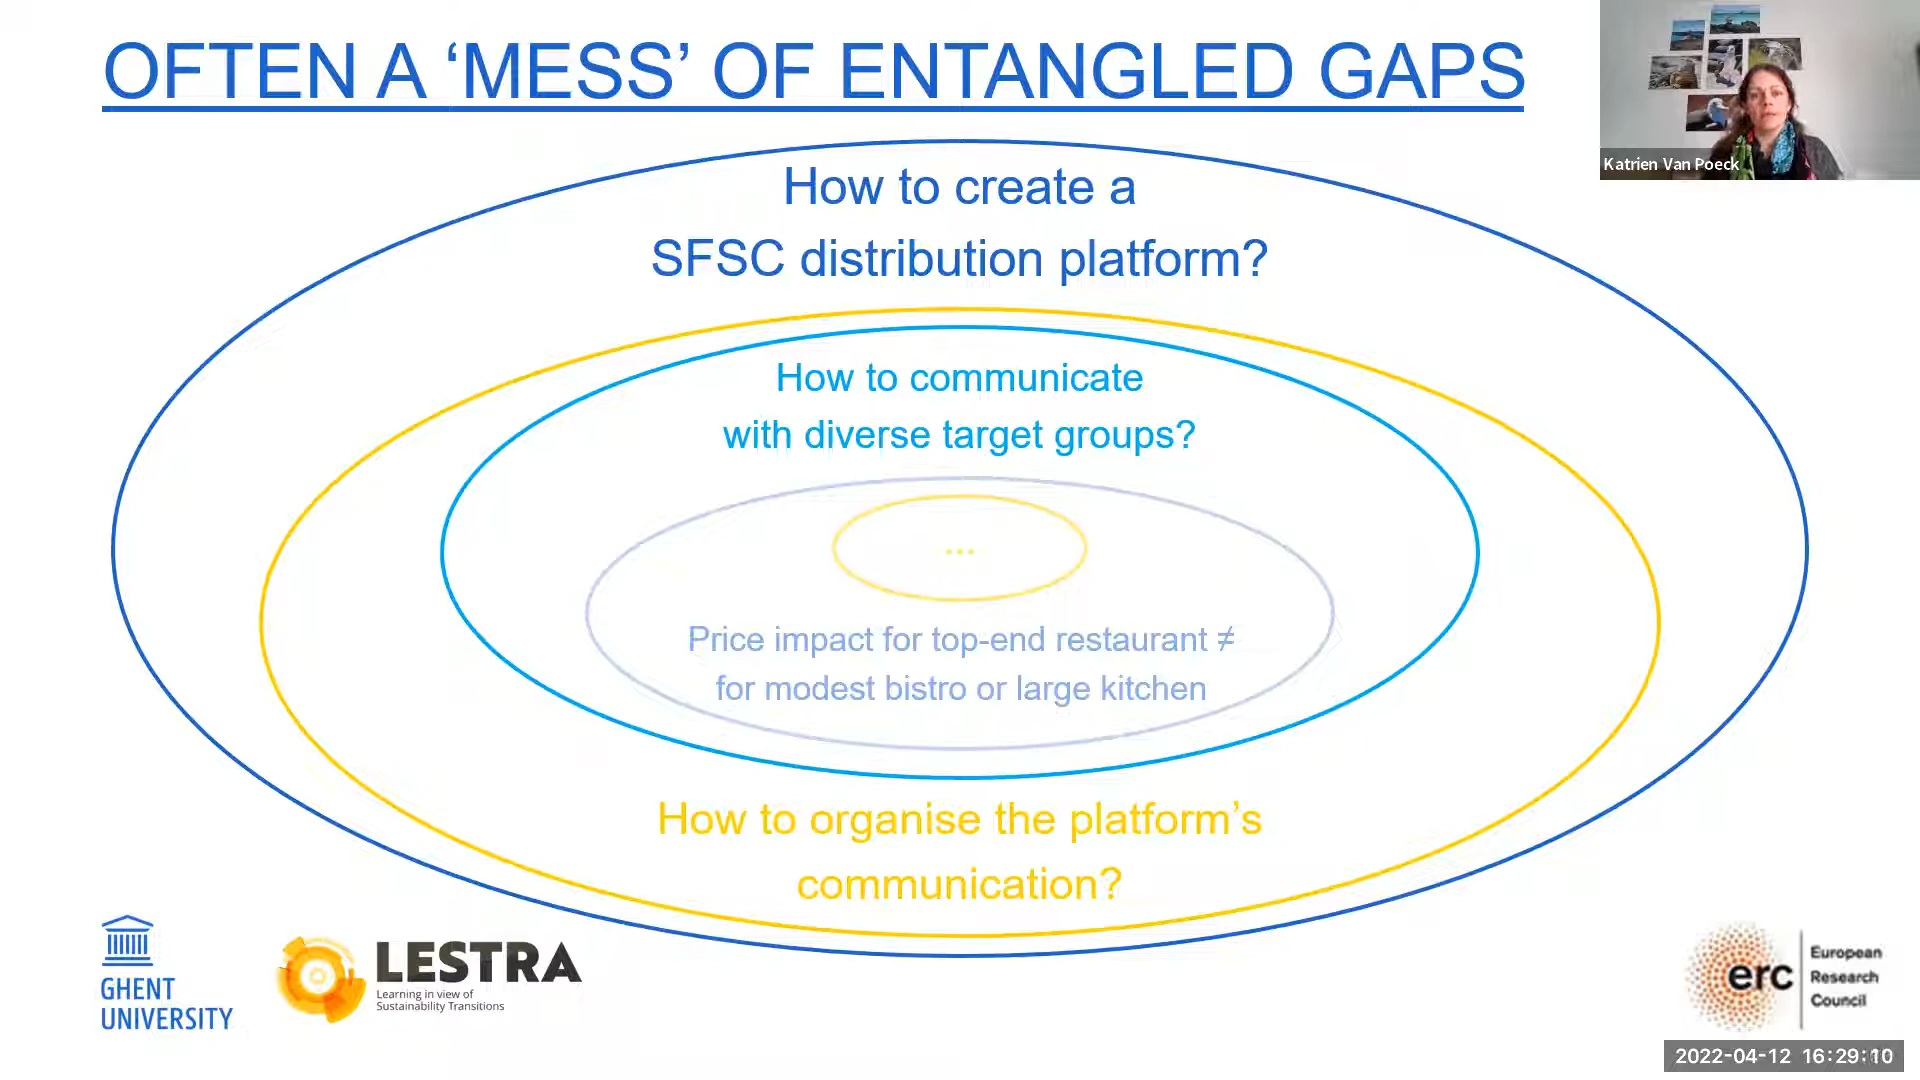 OFTEN A ‘MESS’ OF ENTANGLED GAPS
Katrien Van Poeck
How to create a
SFSC distribution platform?
How to communicate
with diverse target groups?
...
Price impact for top-end restaurant ≠
for modest bistro or large kitchen
How to organise the platform’s
communication?
GHENT
UNIVERSITY
LESTRA
Learning in view of
Sustainability Transitions
erc
European
Research
Council
2022-04-12 16:29:10